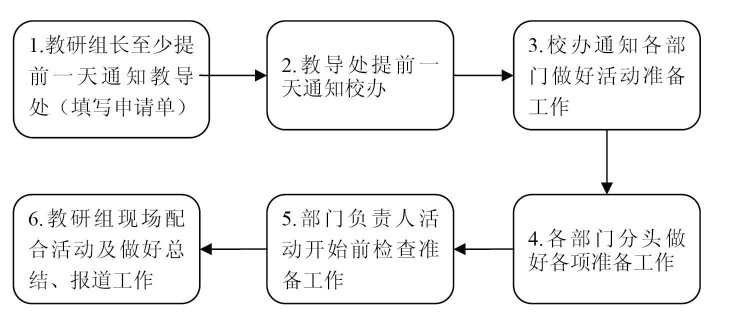 1.教研组长至少提
前一天通知教导
处（填写申请单）
2.教导处提前一
天通知校办
3.校办通知各部
门做好活动准备
工作
4.各部门分头做
好各项准备工作
5.部门负责人活
动开始前检查准
备工作
6.教研组现场配
合活动及做好总
结、报道工作